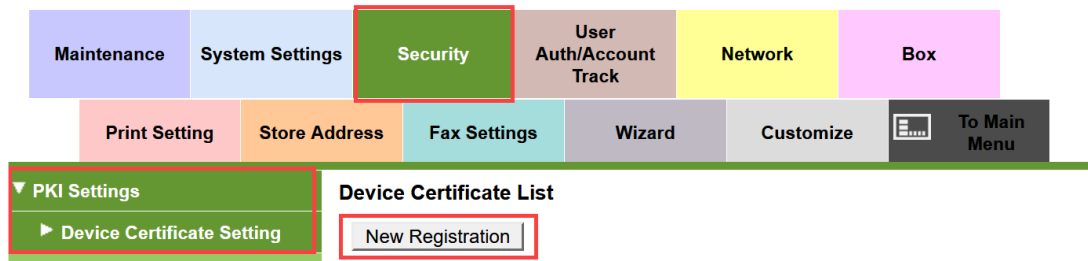 Maintenance
System Settings
Security
User
Auth/Account
Track
Network
Box
Print Setting
Store Address
Fax Settings
Wizard
Customize
To Main
Menu
PKI Settings
Device Certificate Setting
Device Certificate List
New Registration